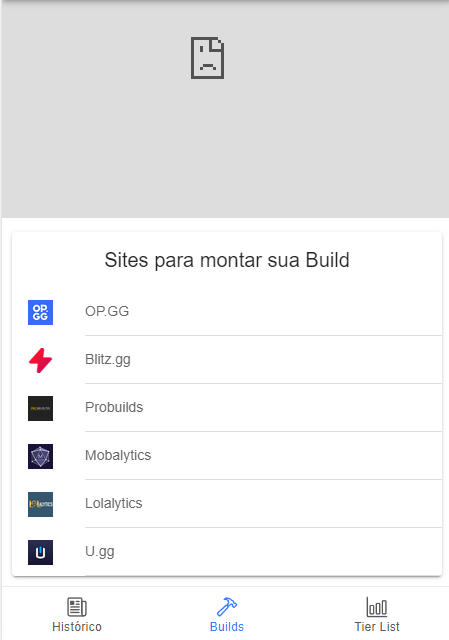 Sites para montar sua Build
OP.GG
OP.GG
Blitz.gg
Probuilds
Mobalytics
Lolalytics
U.gg
Histórico
Builds
Tier List